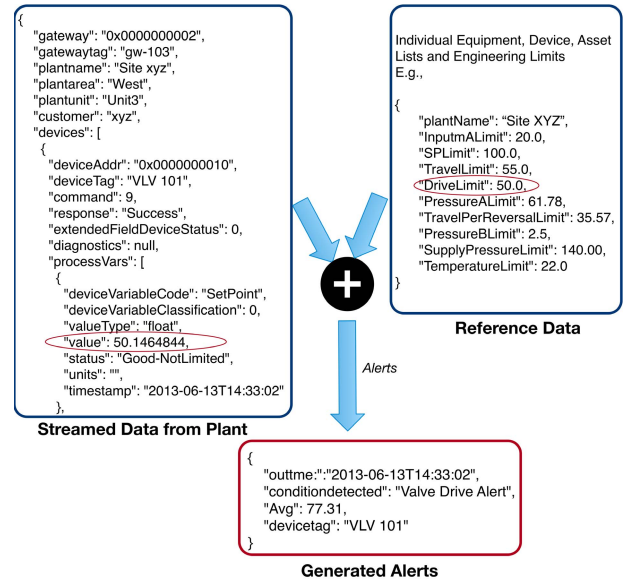 {
"gateway": "0x0000000002",
"gatewaytag": "gw-103",
"plantname": "Site xyz",
"plantarea": "West",
"plantunit": "Unit3",
"customer": "xyz",
"devices": [
{
"deviceAddr": "0x0000000010",
"deviceTag": "VLV 101",
"command": 9,
"response": "Success",
"extendedFieldDeviceStatus": 0,
"diagnostics": null,
"processVars": [
{
"deviceVariableCode": "SetPoint",
"deviceVariableClassification": 0,
"valueType": "float",
"value": 50.1464844,
"status": "Good-NotLimited",
"units": "",
"timestamp": "2013-06-13T14:33:02"
},
Streamed Data from Plant
Individual Equipment, Device, Asset
Lists and Engineering Limits
E.g.,
{
"plantName": “Site XYZ”,
"InputmALimit": 20.0,
"SPLimit": 100.0,
"TravelLimit": 55.0,
"DriveLimit": 50.0,
"PressureALimit": 61.78,
"TravelPerReversalLimit": 35.57,
"PressureBLimit": 2.5,
"SupplyPressureLimit": 140.00,
"TemperatureLimit": 22.0
}
Reference Data
+
Alerts
{
"outtme:":"2013-06-13T14:33:02",
"conditiondetected": "Valve Drive Alert",
"Avg": 77.31,
"devicetag": "VLV 101"
}
Generated Alerts